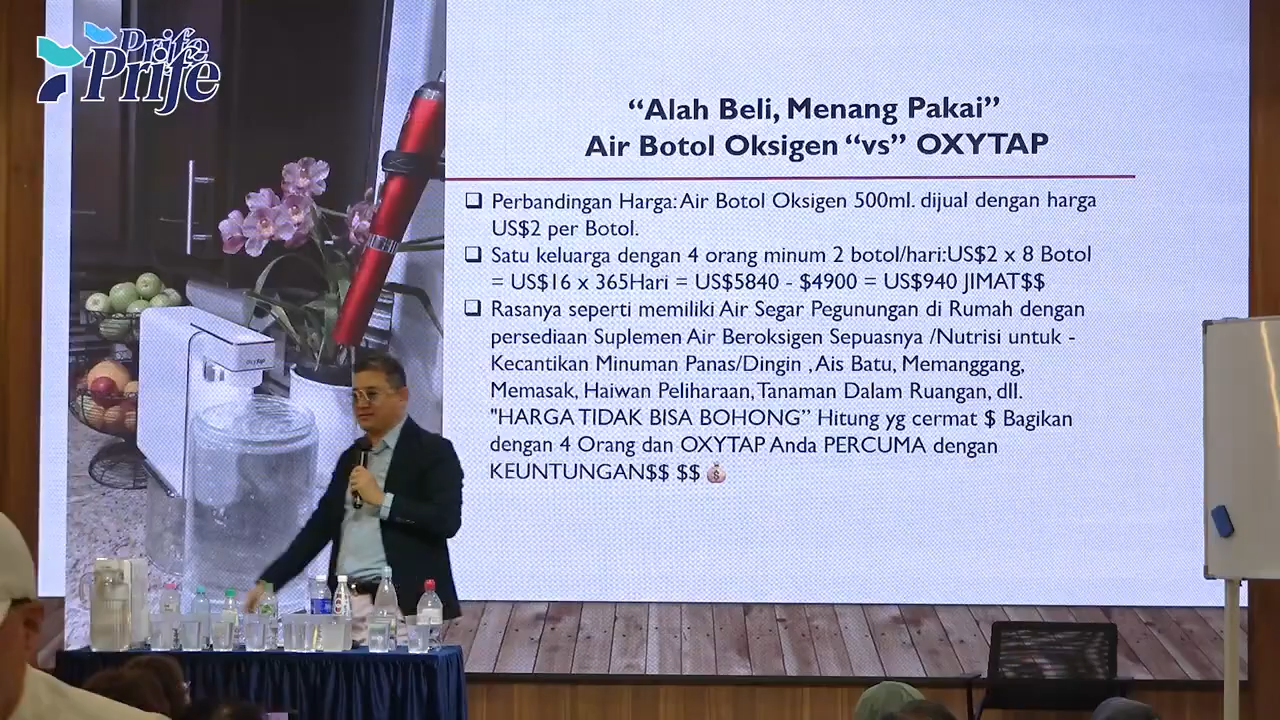 Prife
Prife
“Alah Beli, Menang Pakai”
Air Botol Oksigen “vs” OXYTAP
Perbandingan Harga: Air Botol Oksigen 500ml. dijual dengan harga
US$2 per Botol.
Satu keluarga dengan 4 orang minum 2 botol/hari:US$2 x 8 Botol
= US$16 x 365Hari = US$5840 - $4900 = US$940 JIMAT$$
Rasanya seperti memiliki Air Segar Pegunungan di Rumah dengan
persediaan Suplemen Air Beroksigen Sepuasnya /Nutrisi untuk -
Kecantikan Minuman Panas/Dingin , Ais Batu, Memanggang,
Memasak, Haiwan Peliharaan, Tanaman Dalam Ruangan, dll.
"HARGA TIDAK BISA BOHONG” Hitung yg cermat $ Bagikan
dengan 4 Orang dan OXYTAP Anda PERCUMA dengan
KEUNTUNGAN$$ $$💰